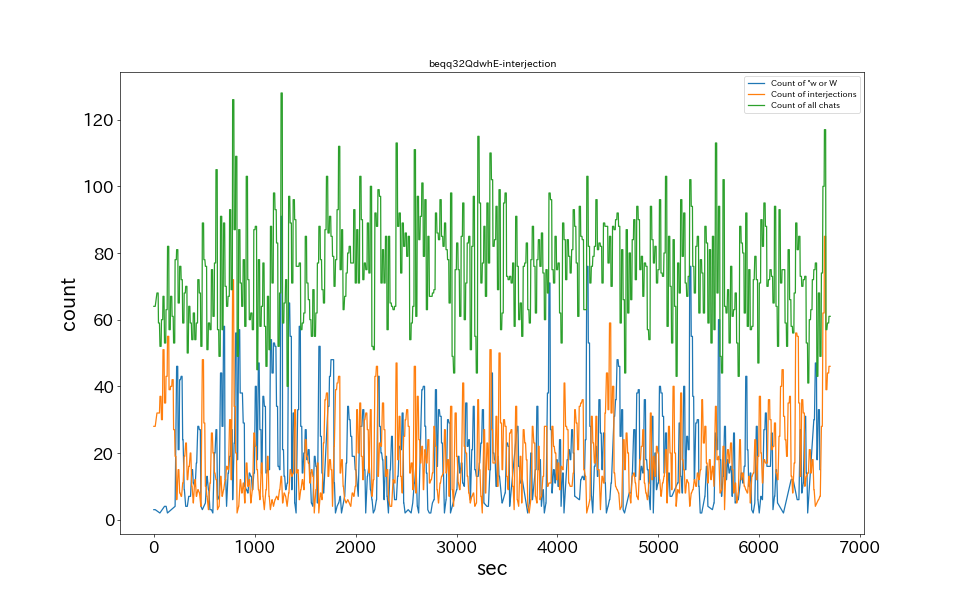 beqq32QdwhE-interjection
Count of "w or W
Count of interjections
Count of all chats
count
120
100
80
60
40
20
0
0 1000 2000 3000 4000 5000 6000 7000
sec